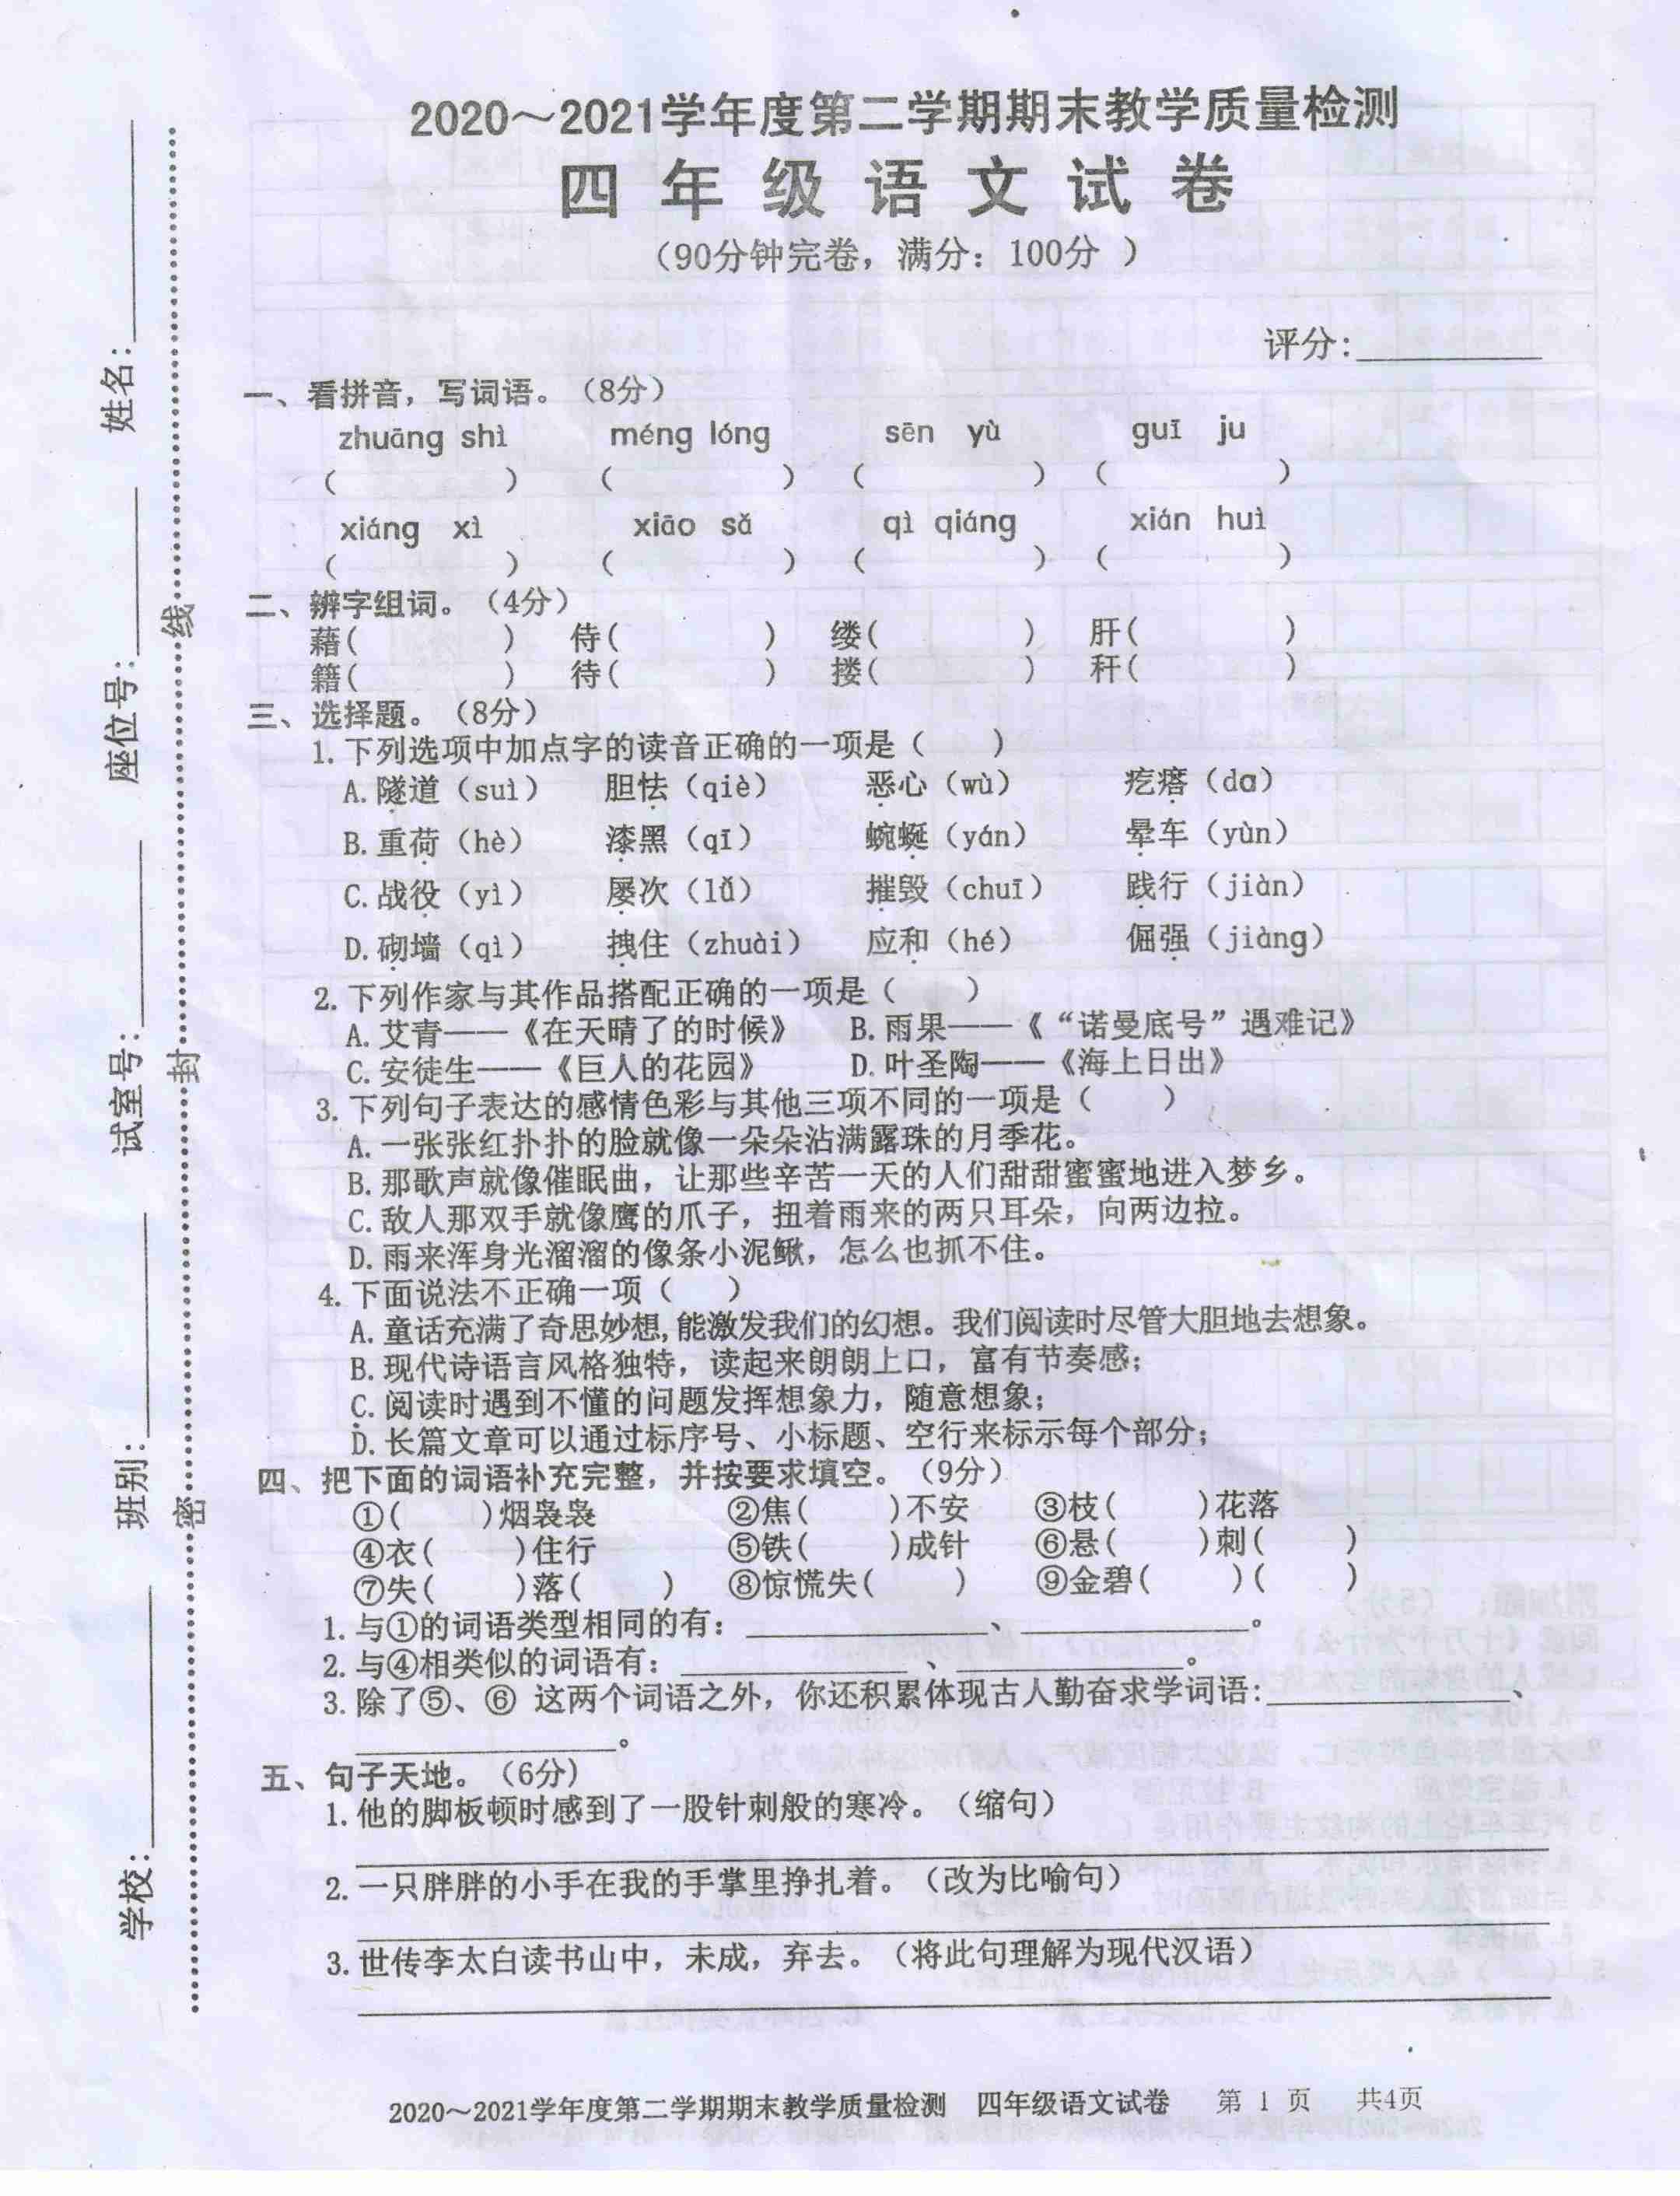 2020～2021学年度第二学期期末教学质量检测
四年级语文试卷
（90分钟完卷，满分：100分 ）
评分：
一、看拼音，写词语。（8分）
zhuāng shì méng lóng sēn yù guī ju
( ) ( ) ( ) ( )
xiáng xì xiāo sǎ qì qiáng xián huì
( ) ( ) ( ) ( )
二、辨字组词。（4分）
藉( ) 侍( ) 缕( ) 肝( )
籍( ) 待( ) 搂( ) 秆( )
三、选择题。（8分）
1.下列选项中加点字的读音正确的一项是（ ）
A.隧道（suì） 胆怯（qiè） 恶心（wù） 疙瘩（dɑ）
B.重荷（hè） 漆黑（qī） 蜿蜒（yán） 晕车（yùn）
C.战役（yì） 屡次（lǚ） 摧毁（chuī） 践行（jiàn）
D.砌墙（qì） 拽住（zhuài） 应和（hé） 倔强（jiàng）
2.下列作家与其作品搭配正确的一项是（ ）
A.艾青——《在天晴了的时候》 B.雨果——《“诺曼底号”遇难记》
C.安徒生——《巨人的花园》 D.叶圣陶——《海上日出》
3.下列句子表达的感情色彩与其他三项不同的一项是（ ）
A.一张张红扑扑的脸就像一朵朵沾满露珠的月季花。
B.那歌声就像催眠曲，让那些辛苦一天的人们甜甜蜜蜜地进入梦乡。
C.敌人那双手就像鹰的爪子，扭着雨来的两只耳朵，向两边拉。
D.雨来浑身光溜溜的像条小泥鳅，怎么也抓不住。
4.下面说法不正确一项（ ）
A.童话充满了奇思妙想,能激发我们的幻想。我们阅读时尽管大胆地去想象。
B.现代诗语言风格独特，读起来朗朗上口，富有节奏感；
C.阅读时遇到不懂的问题发挥想象力，随意想象；
D.长篇文章可以通过标序号、小标题、空行来标示每个部分；
四、把下面的词语补充完整，并按要求填空。（9分）
①( )烟袅袅 ②焦( )不安 ③枝( )花落
④衣( )住行 ⑤铁( )成针 ⑥悬( )刺( )
⑦失( )落( ) ⑧惊慌失( ) ⑨金碧( )( )
1.与①的词语类型相同的有：________、________。
2.与④相类似的词语有：________、________。
3.除了⑤、⑥ 这两个词语之外，你还积累体现古人勤奋求学词语:________、
________。
五、句子天地。（6分）
1.他的脚板顿时感到了一股针刺般的寒冷。（缩句）
2.一只胖胖的小手在我的手掌里挣扎着。（改为比喻句）
3.世传李太白读书山中，未成，弃去。（将此句理解为现代汉语）
2020～2021学年度第二学期期末教学质量检测 四年级语文试卷 第 1 页 共4页
学校： 班别： 试室号： 座位号： 姓名：
密 封 线